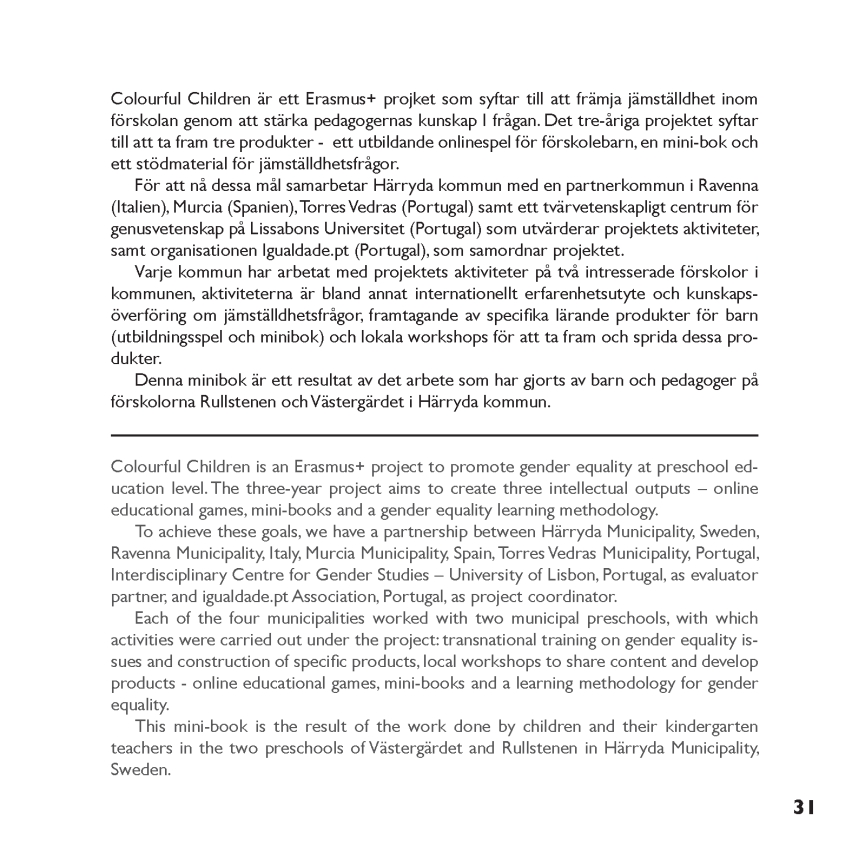 Colourful Children är ett Erasmus+ projket som syftar till att främja jämställdhet inom
förskolan genom att stärka pedagogernas kunskap I frågan. Det tre-åriga projektet syftar
till att ta fram tre produkter -  ett utbildande onlinespel för förskolebarn, en mini-bok och
ett stödmaterial för jämställdhetsfrågor.
För att nå dessa mål samarbetar Härryda kommun med en partnerkommun i Ravenna
(Italien), Murcia (Spanien), Torres Vedras (Portugal) samt ett tvärvetenskapligt centrum för
genusvetenskap på Lissabons Universitet (Portugal) som utvärderar projektets aktiviteter,
samt organisationen Igualdade.pt (Portugal), som samordnar projektet.
Varje kommun har arbetat med projektets aktiviteter på två intresserade förskolor i
kommunen, aktiviteterna är bland annat internationellt erfarenhetsutyte och kunskaps-
överföring om jämställdhetsfrågor, framtagande av specifika lärande produkter för barn
(utbildningsspel och minibok) och lokala workshops för att ta fram och sprida dessa pro-
dukter.
Denna minibok är ett resultat av det arbete som har gjorts av barn och pedagoger på
förskolorna Rullstenen och Västergärdet i Härryda kommun.
Colourful Children is an Erasmus+ project to promote gender equality at preschool ed-
ucation level. The three-year project aims to create three intellectual outputs – online
educational games, mini-books and a gender equality learning methodology.
To achieve these goals, we have a partnership between Härryda Municipality, Sweden,
Ravenna Municipality, Italy, Murcia Municipality, Spain, Torres Vedras Municipality, Portugal,
Interdisciplinary Centre for Gender Studies – University of Lisbon, Portugal, as evaluator
partner, and igualdade.pt Association, Portugal, as project coordinator.
Each of the four municipalities worked with two municipal preschools, with which
activities were carried out under the project: transnational training on gender equality is-
sues and construction of specific products, local workshops to share content and develop
products - online educational games, mini-books and a learning methodology for gender
equality.
This mini-book is the result of the work done by children and their kindergarten
teachers in the two preschools of Västergärdet and Rullstenen in Härryda Municipality,
Sweden.
31